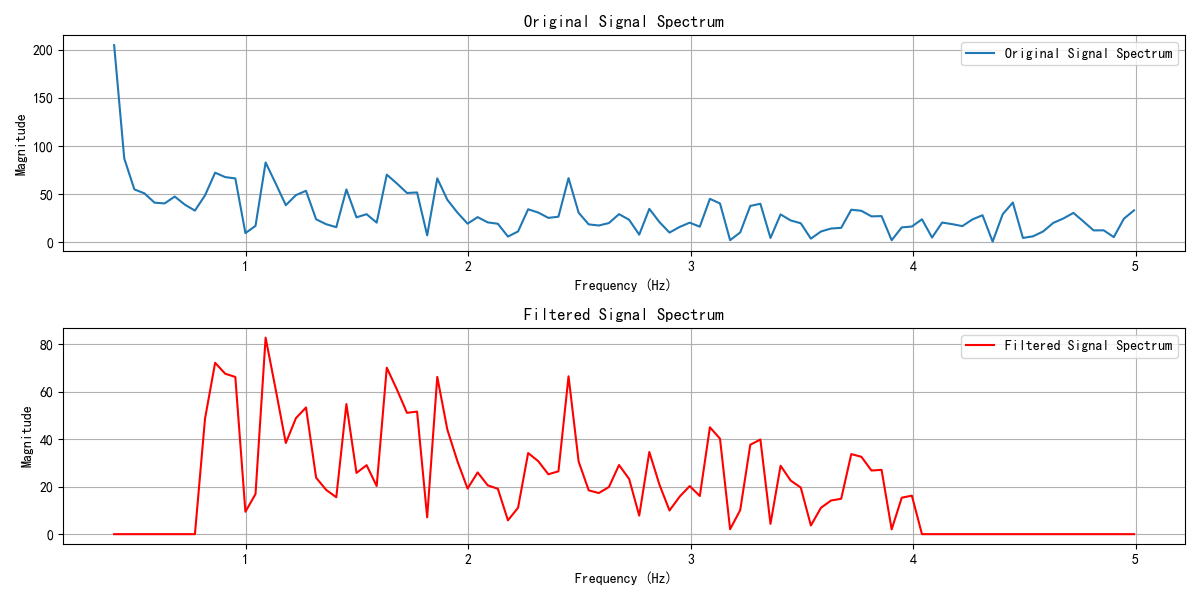 Original Signal Spectrum
Original Signal Spectrum
Magnitude
200
150
100
50
0
1
2
3
4
5
Frequency (Hz)
Filtered Signal Spectrum
Filtered Signal Spectrum
Magnitude
80
60
40
20
0
1
2
3
4
5
Frequency (Hz)